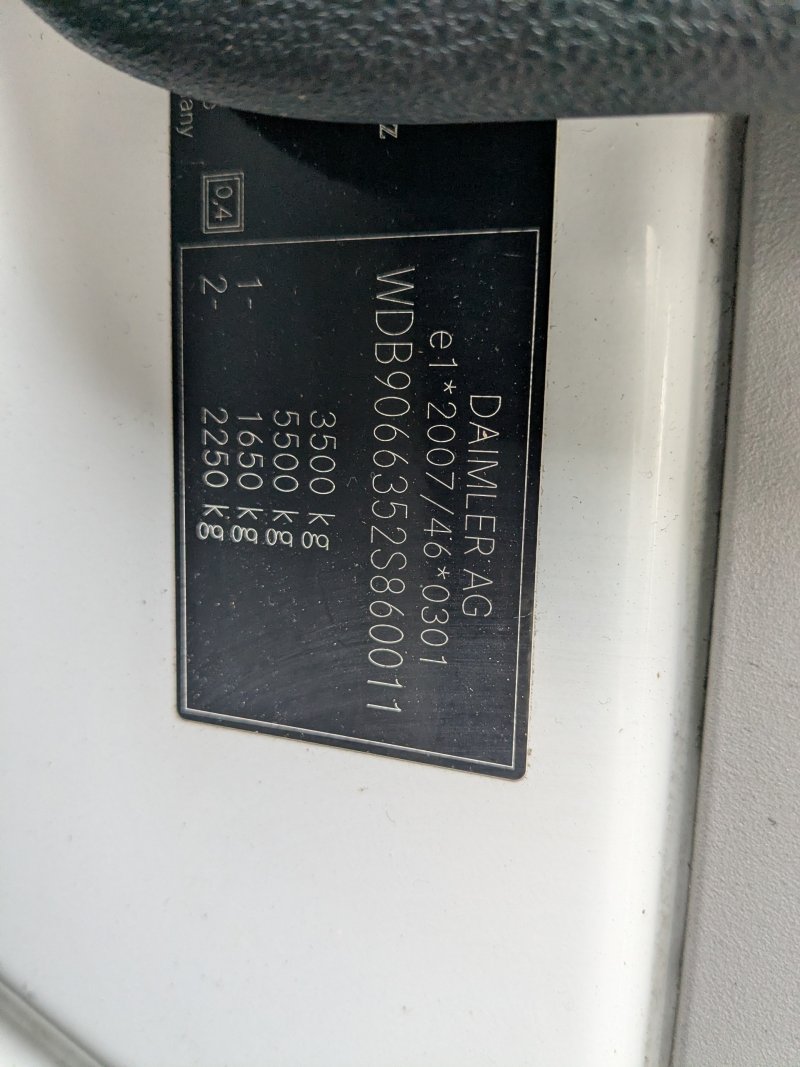 DAIMLER AG
e1*2007/46*0301
WDB9066352S860011
3500 kg
5500 kg
1- 1650 kg
2- 2250 kg
0,4